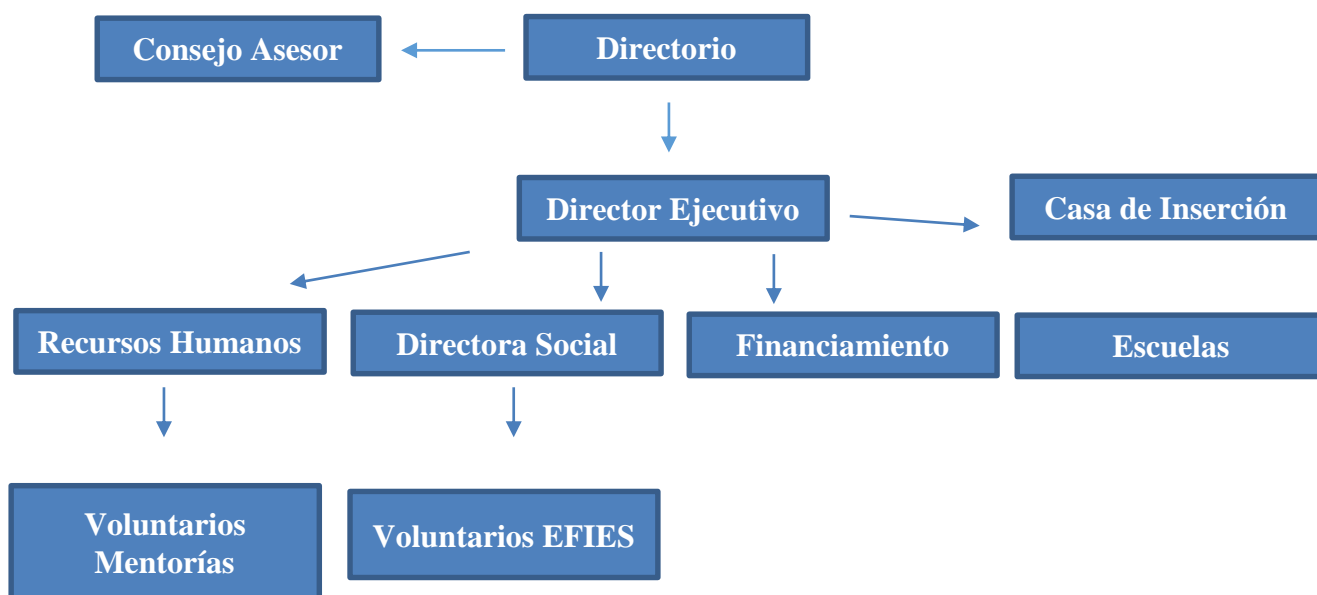 Consejo Asesor
Directorio
Director Ejecutivo
Casa de Inserción
Recursos Humanos
Directora Social
Financiamiento
Escuelas
Voluntarios
Mentorías
Voluntarios EFIES